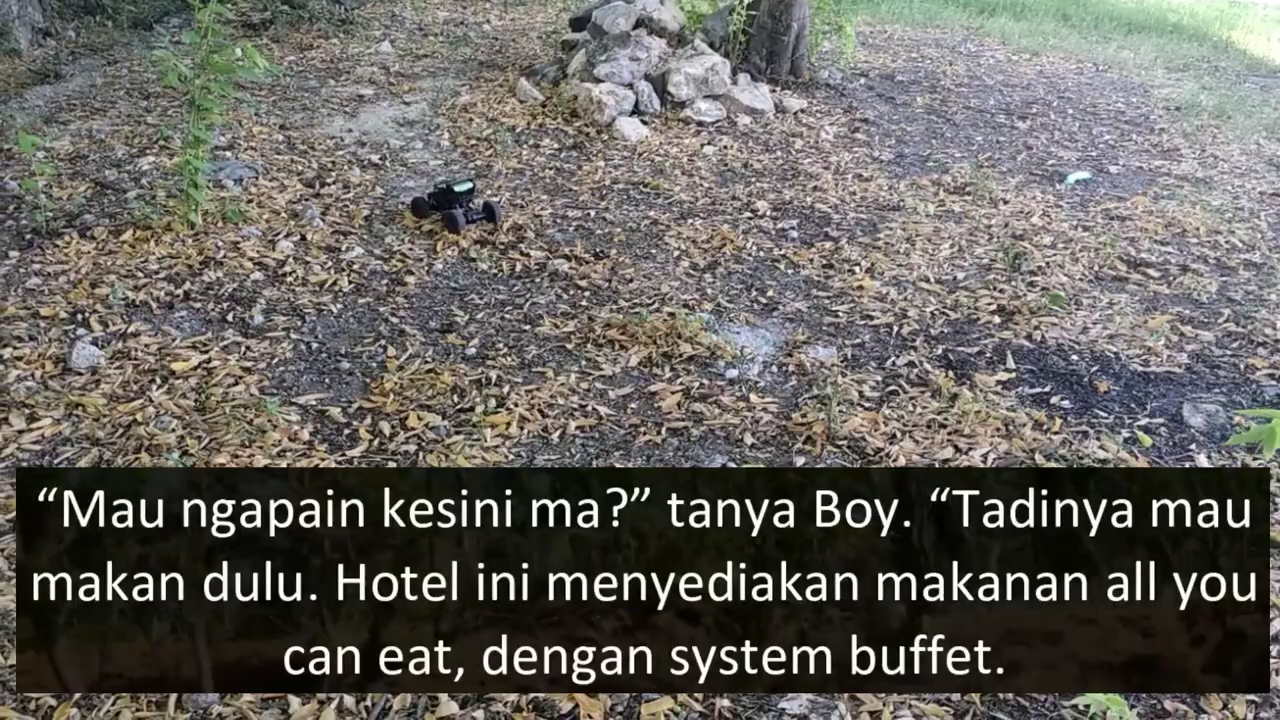 “Mau ngapain kesini ma?” tanya Boy. “Tadinya mau
makan dulu. Hotel ini menyediakan makanan all you
can eat, dengan system buffet.